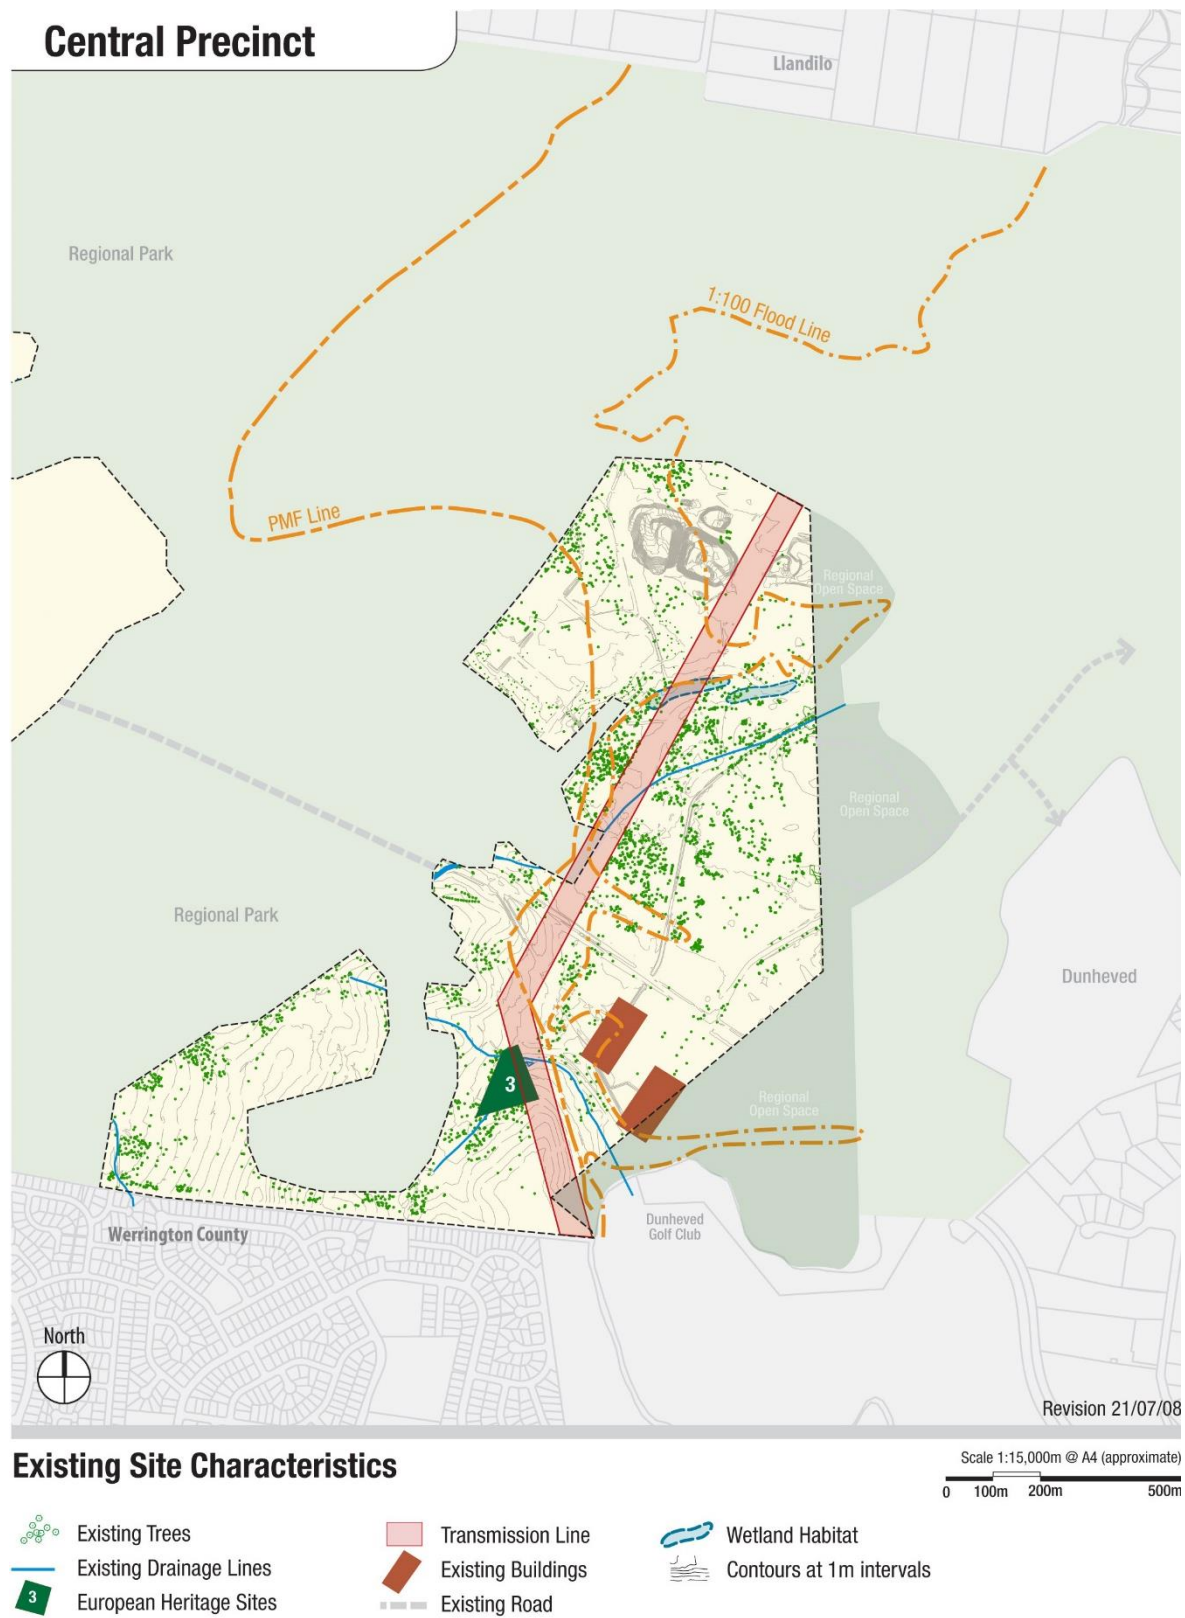 Central Precinct
Llandilo
Regional Park
1:100 Flood Line
PMF Line
Regional
Open Space
Regional
Open Space
Regional Park
Dunheved
3
Regional
Open Space
Dunheved
Golf Club
Werrington County
North
Revision 21/07/08
Existing Site Characteristics
Scale 1:15,000m @ A4 (approximate)
0 100m 200m 500m
Existing Trees
Existing Drainage Lines
3 European Heritage Sites
Transmission Line
Existing Buildings
Existing Road
Wetland Habitat
Contours at 1m intervals